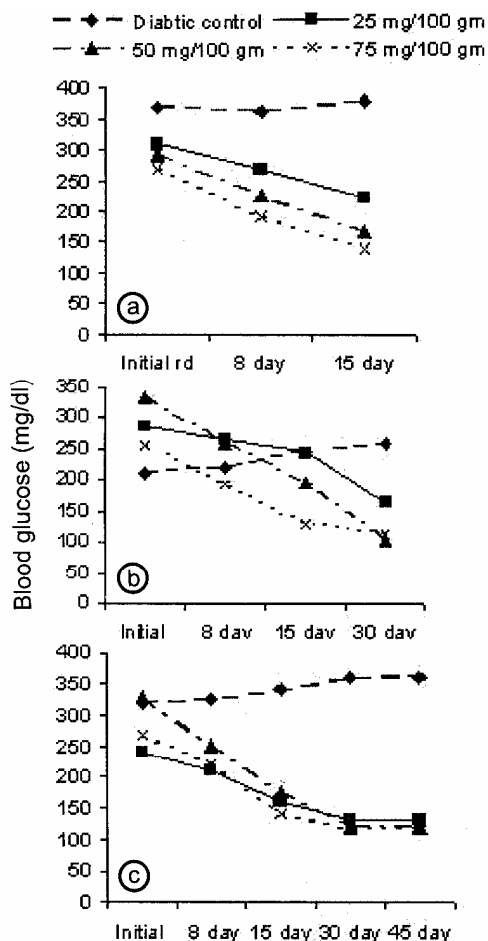 Diabtic control 25 mg/100 gm
50 mg/100 gm 75 mg/100 gm
400
350
300
250
200
150
100
50
0
a
Initial rd 8 day 15 day
Blood glucose (mg/dl)
350
300
250
200
150
100
50
0
b
Initial 8 day 15 day 30 day
400
350
300
250
200
150
100
50
0
c
Initial 8 day 15 day 30 day 45 day